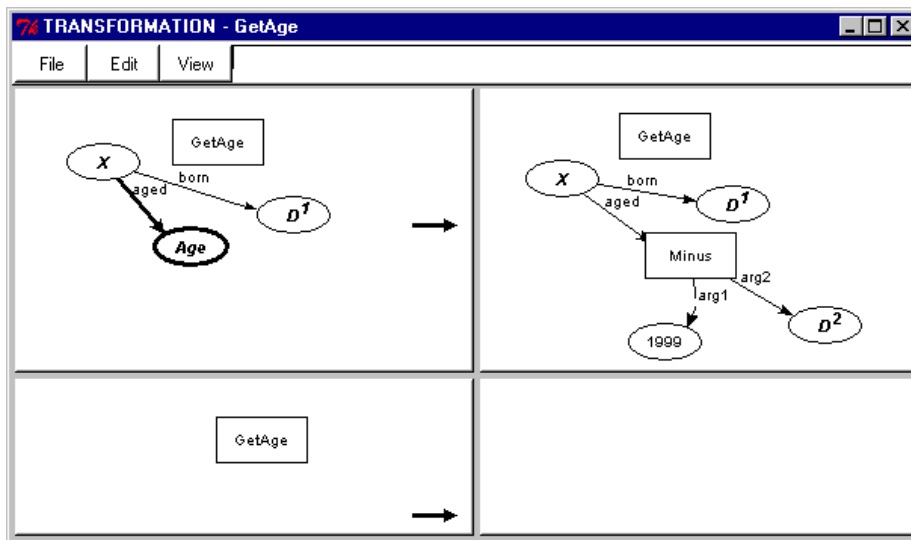 TRANSFORMATION - GetAge
File Edit View
GetAge
X
born
aged
D1
Age
GetAge
X
born
aged
D1
Minus
arg2
arg1
D2
1999
GetAge